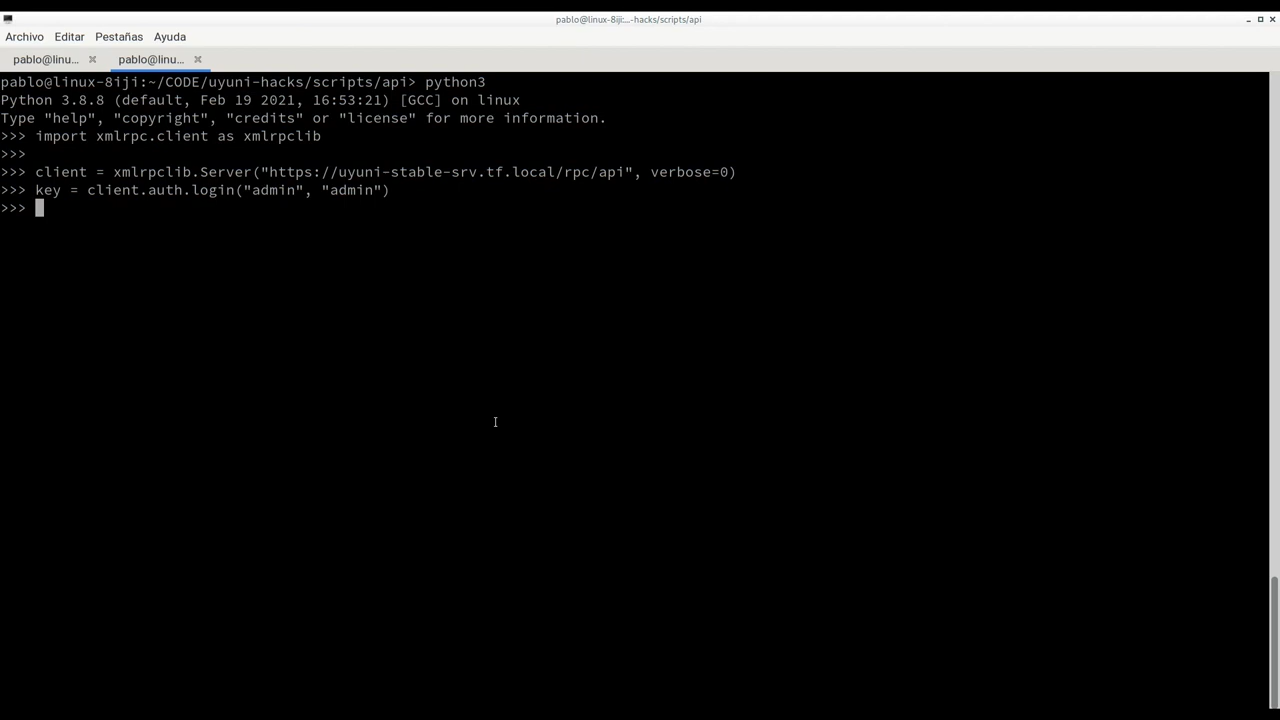 pablo@linux-8iji:...-hacks/scripts/api
Archivo Editar Pestañas Ayuda
pablo@linu... pablo@linu...
pablo@linux-8iji:~/CODE/uyuni-hacks/scripts/api> python3
Python 3.8.8 (default, Feb 19 2021, 16:53:21) [GCC] on linux
Type "help", "copyright", "credits" or "license" for more information.
>>> import xmlrpc.client as xmlrpclib
>>>
>>> client = xmlrpclib.Server("https://uyuni-stable-srv.tf.local/rpc/api", verbose=0)
>>> key = client.auth.login("admin", "admin")
>>>